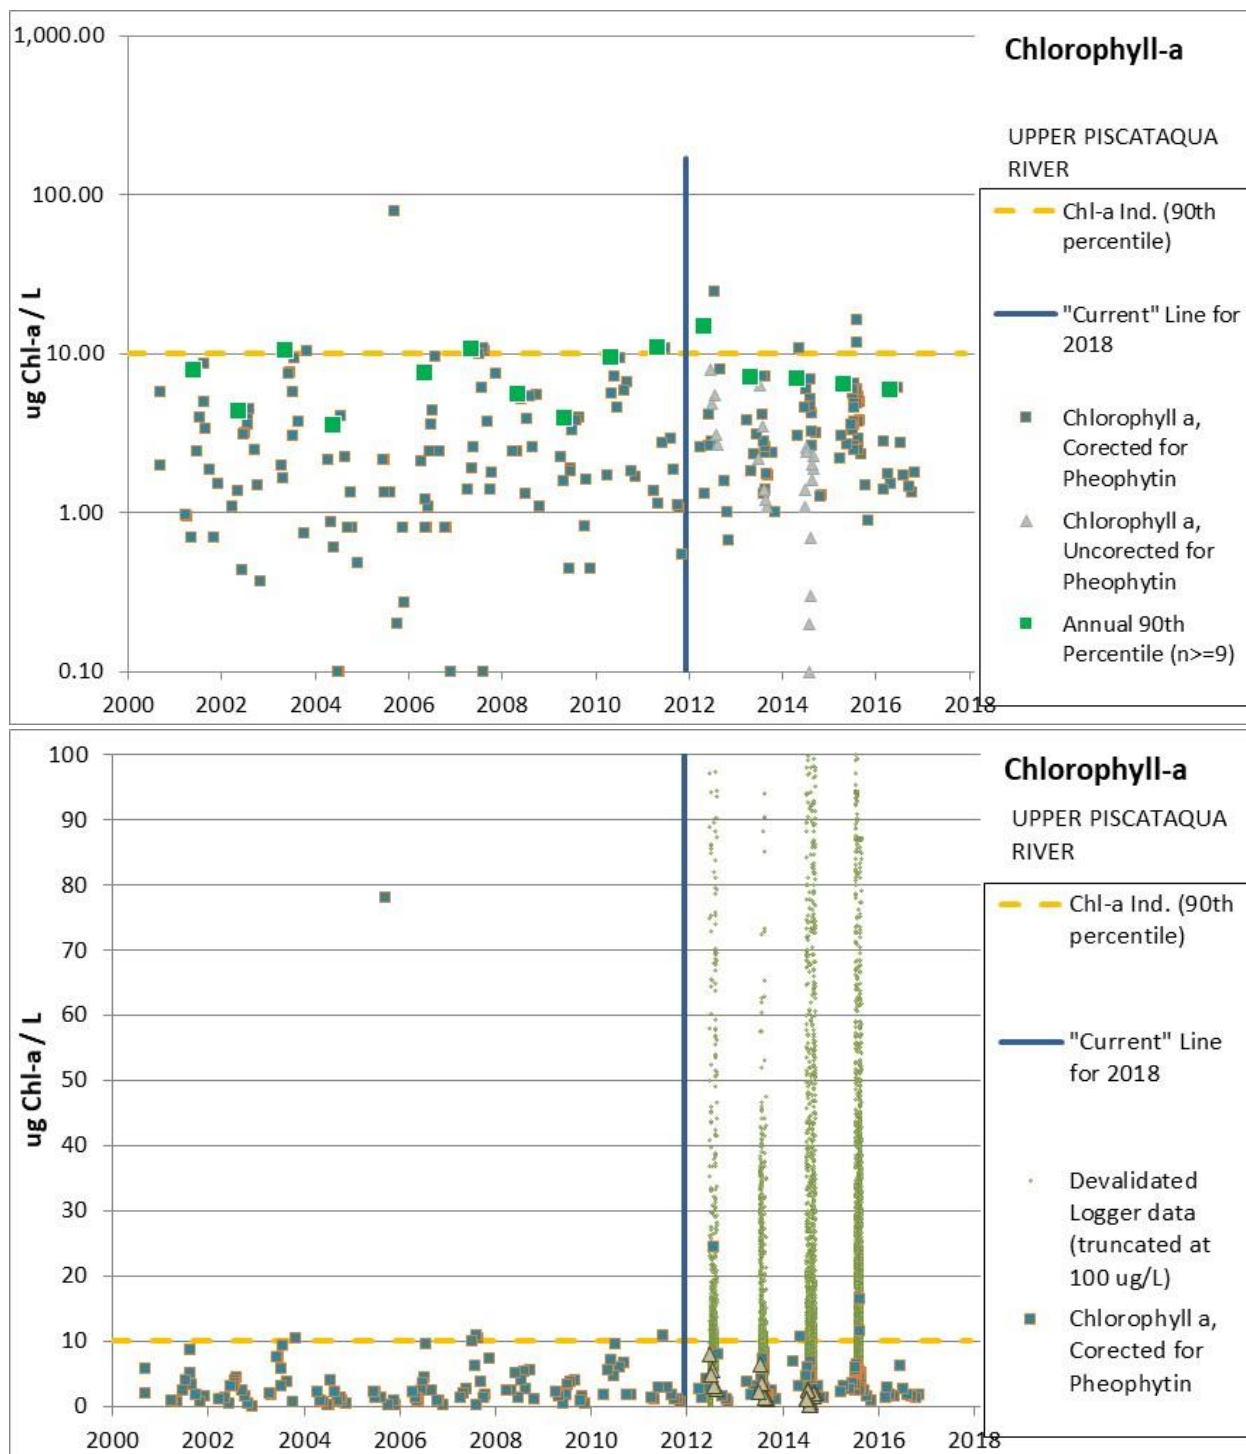 1,000.00
100.00
10.00
1.00
0.10
ug Chl-a / L
2000 2002 2004 2006 2008 2010 2012 2014 2016 2018
Chlorophyll-a
UPPER PISCATAQUA
RIVER
Chl-a Ind. (90th
percentile)
"Current" Line for
2018
Chlorophyll a,
Corected for
Pheophytin
Chlorophyll a,
Uncorected for
Pheophytin
Annual 90th
Percentile (n>=9)
100
90
80
70
60
50
40
30
20
10
0
ug Chl-a / L
2000 2002 2004 2006 2008 2010 2012 2014 2016 2018
Chlorophyll-a
UPPER PISCATAQUA
RIVER
Chl-a Ind. (90th
percentile)
"Current" Line
for 2018
Devalidated
Logger data
(truncated at
100 ug/L)
Chlorophyll a,
Corected for
Pheophytin